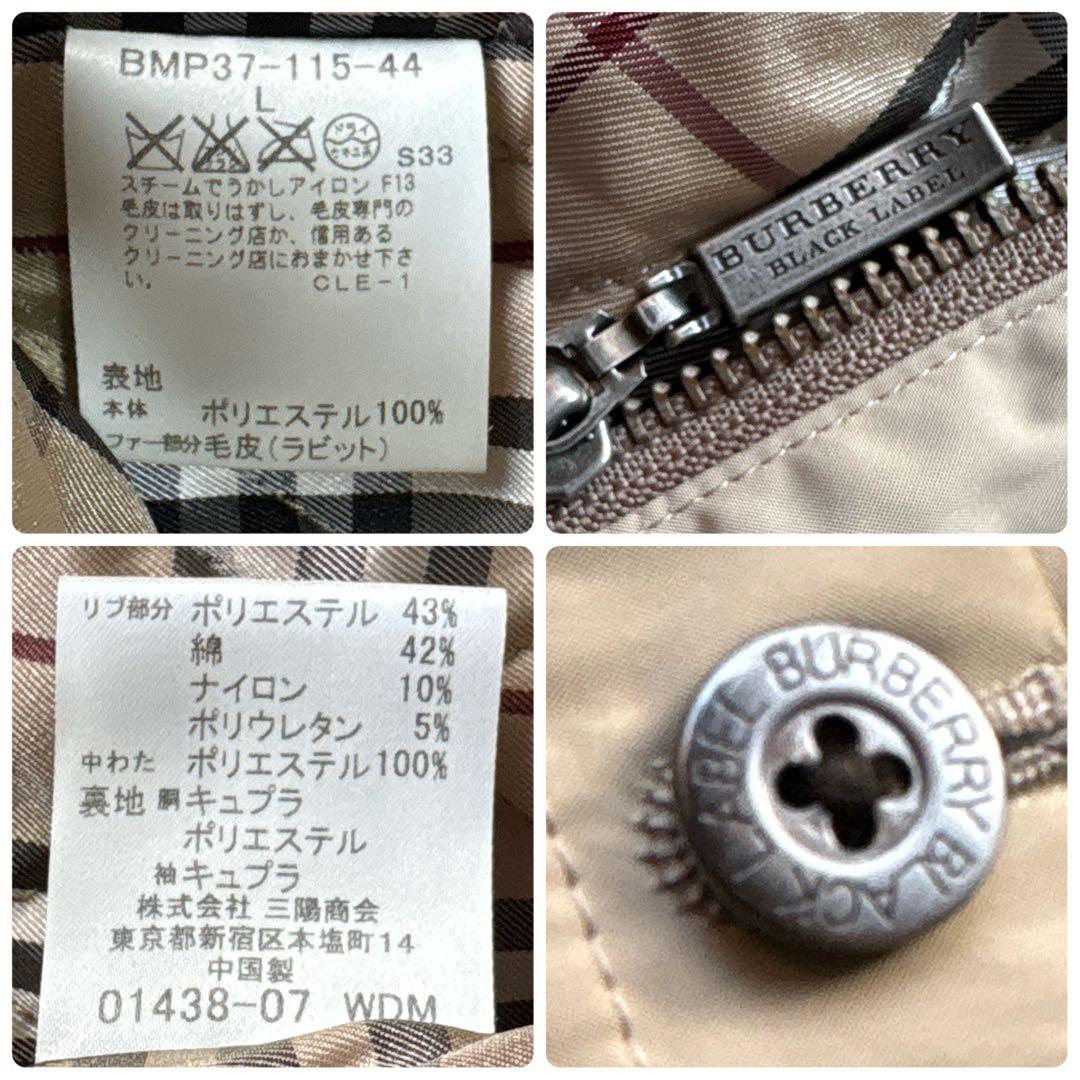 BMP37-115-44
L
ドライ
セキユ系
S33
スチームでうかしアイロン F13
毛皮は取りはずし、毛皮専門の
クリーニング店か、信用ある
クリーニング店におまかせ下さ
い。 CLE-1
表地
本体 ポリエステル100%
ファー部分 毛皮(ラビット)
BURBERRY
BLACK LABEL
リブ部分 ポリエステル 43%
綿 42%
ナイロン 10%
ポリウレタン 5%
中わた ポリエステル100%
裏地 胴 キュプラ
ポリエステル
袖 キュプラ
株式会社 三陽商会
東京都新宿区本塩町14
中国製
01438-07 WDM
BURBERRY BLACK LABEL